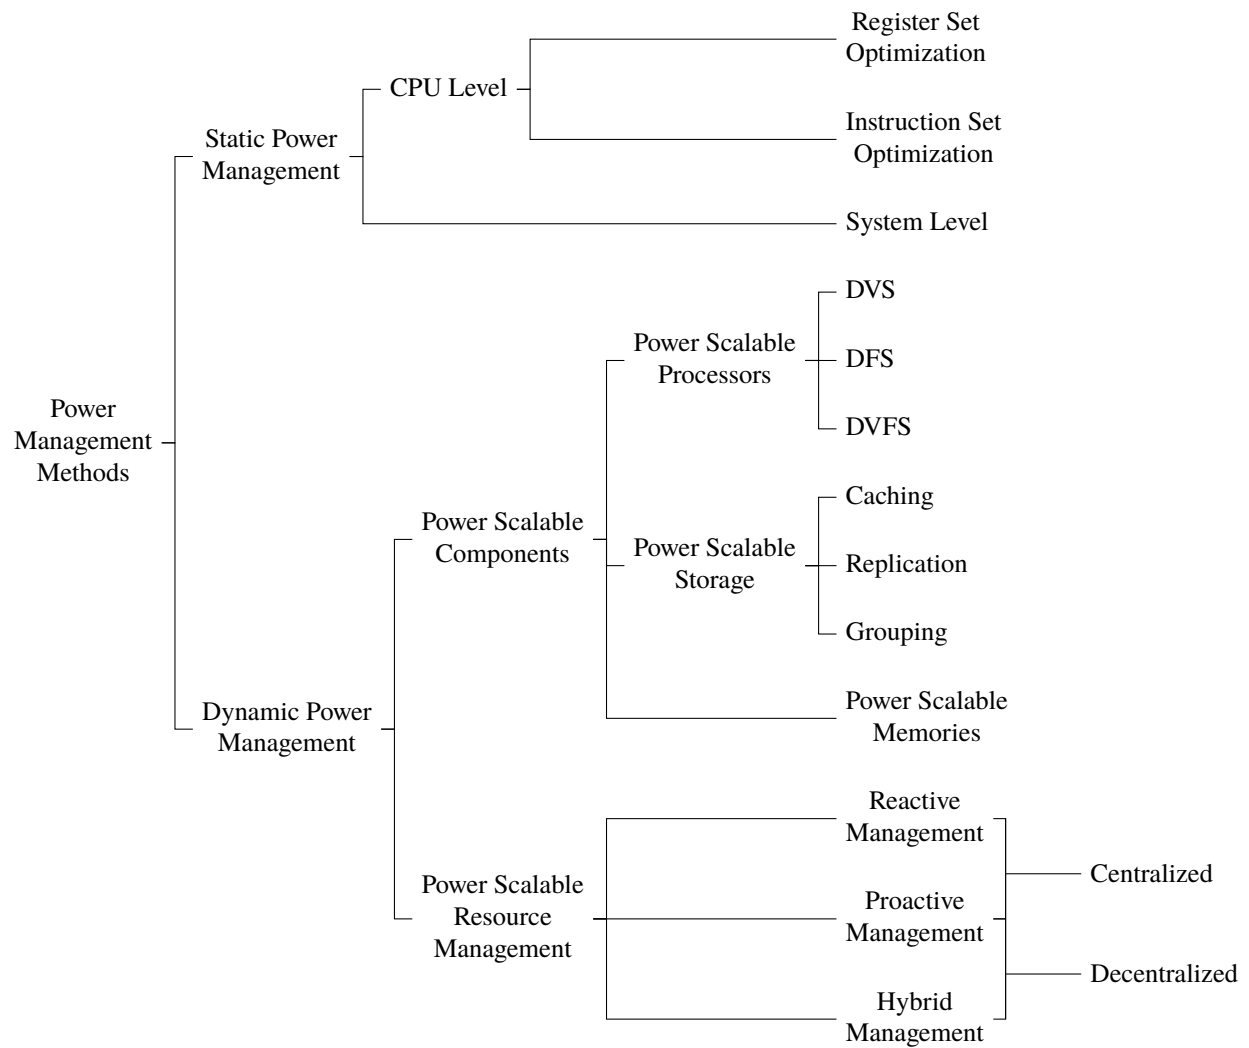 Register Set
Optimization
CPU Level
Instruction Set
Optimization
Static Power
Management
System Level
DVS
Power Scalable
Processors
DFS
DVFS
Power
Management
Methods
Caching
Power Scalable
Components
Power Scalable
Storage
Replication
Grouping
Power Scalable
Memories
Dynamic Power
Management
Reactive
Management
Centralized
Power Scalable
Resource
Management
Proactive
Management
Decentralized
Hybrid
Management